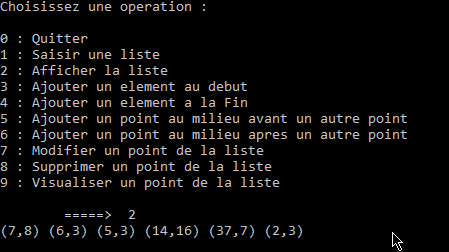 Choisissez une operation :
0 : Quitter
1 : Saisir une liste
2 : Afficher la liste
3 : Ajouter un element au debut
4 : Ajouter un element a la Fin
5 : Ajouter un point au milieu avant un autre point
6 : Ajouter un point au milieu apres un autre point
7 : Modifier un point de la liste
8 : Supprimer un point de la liste
9 : Visualiser un point de la liste
=====> 2
(7,8) (6,3) (5,3) (14,16) (37,7) (2,3)